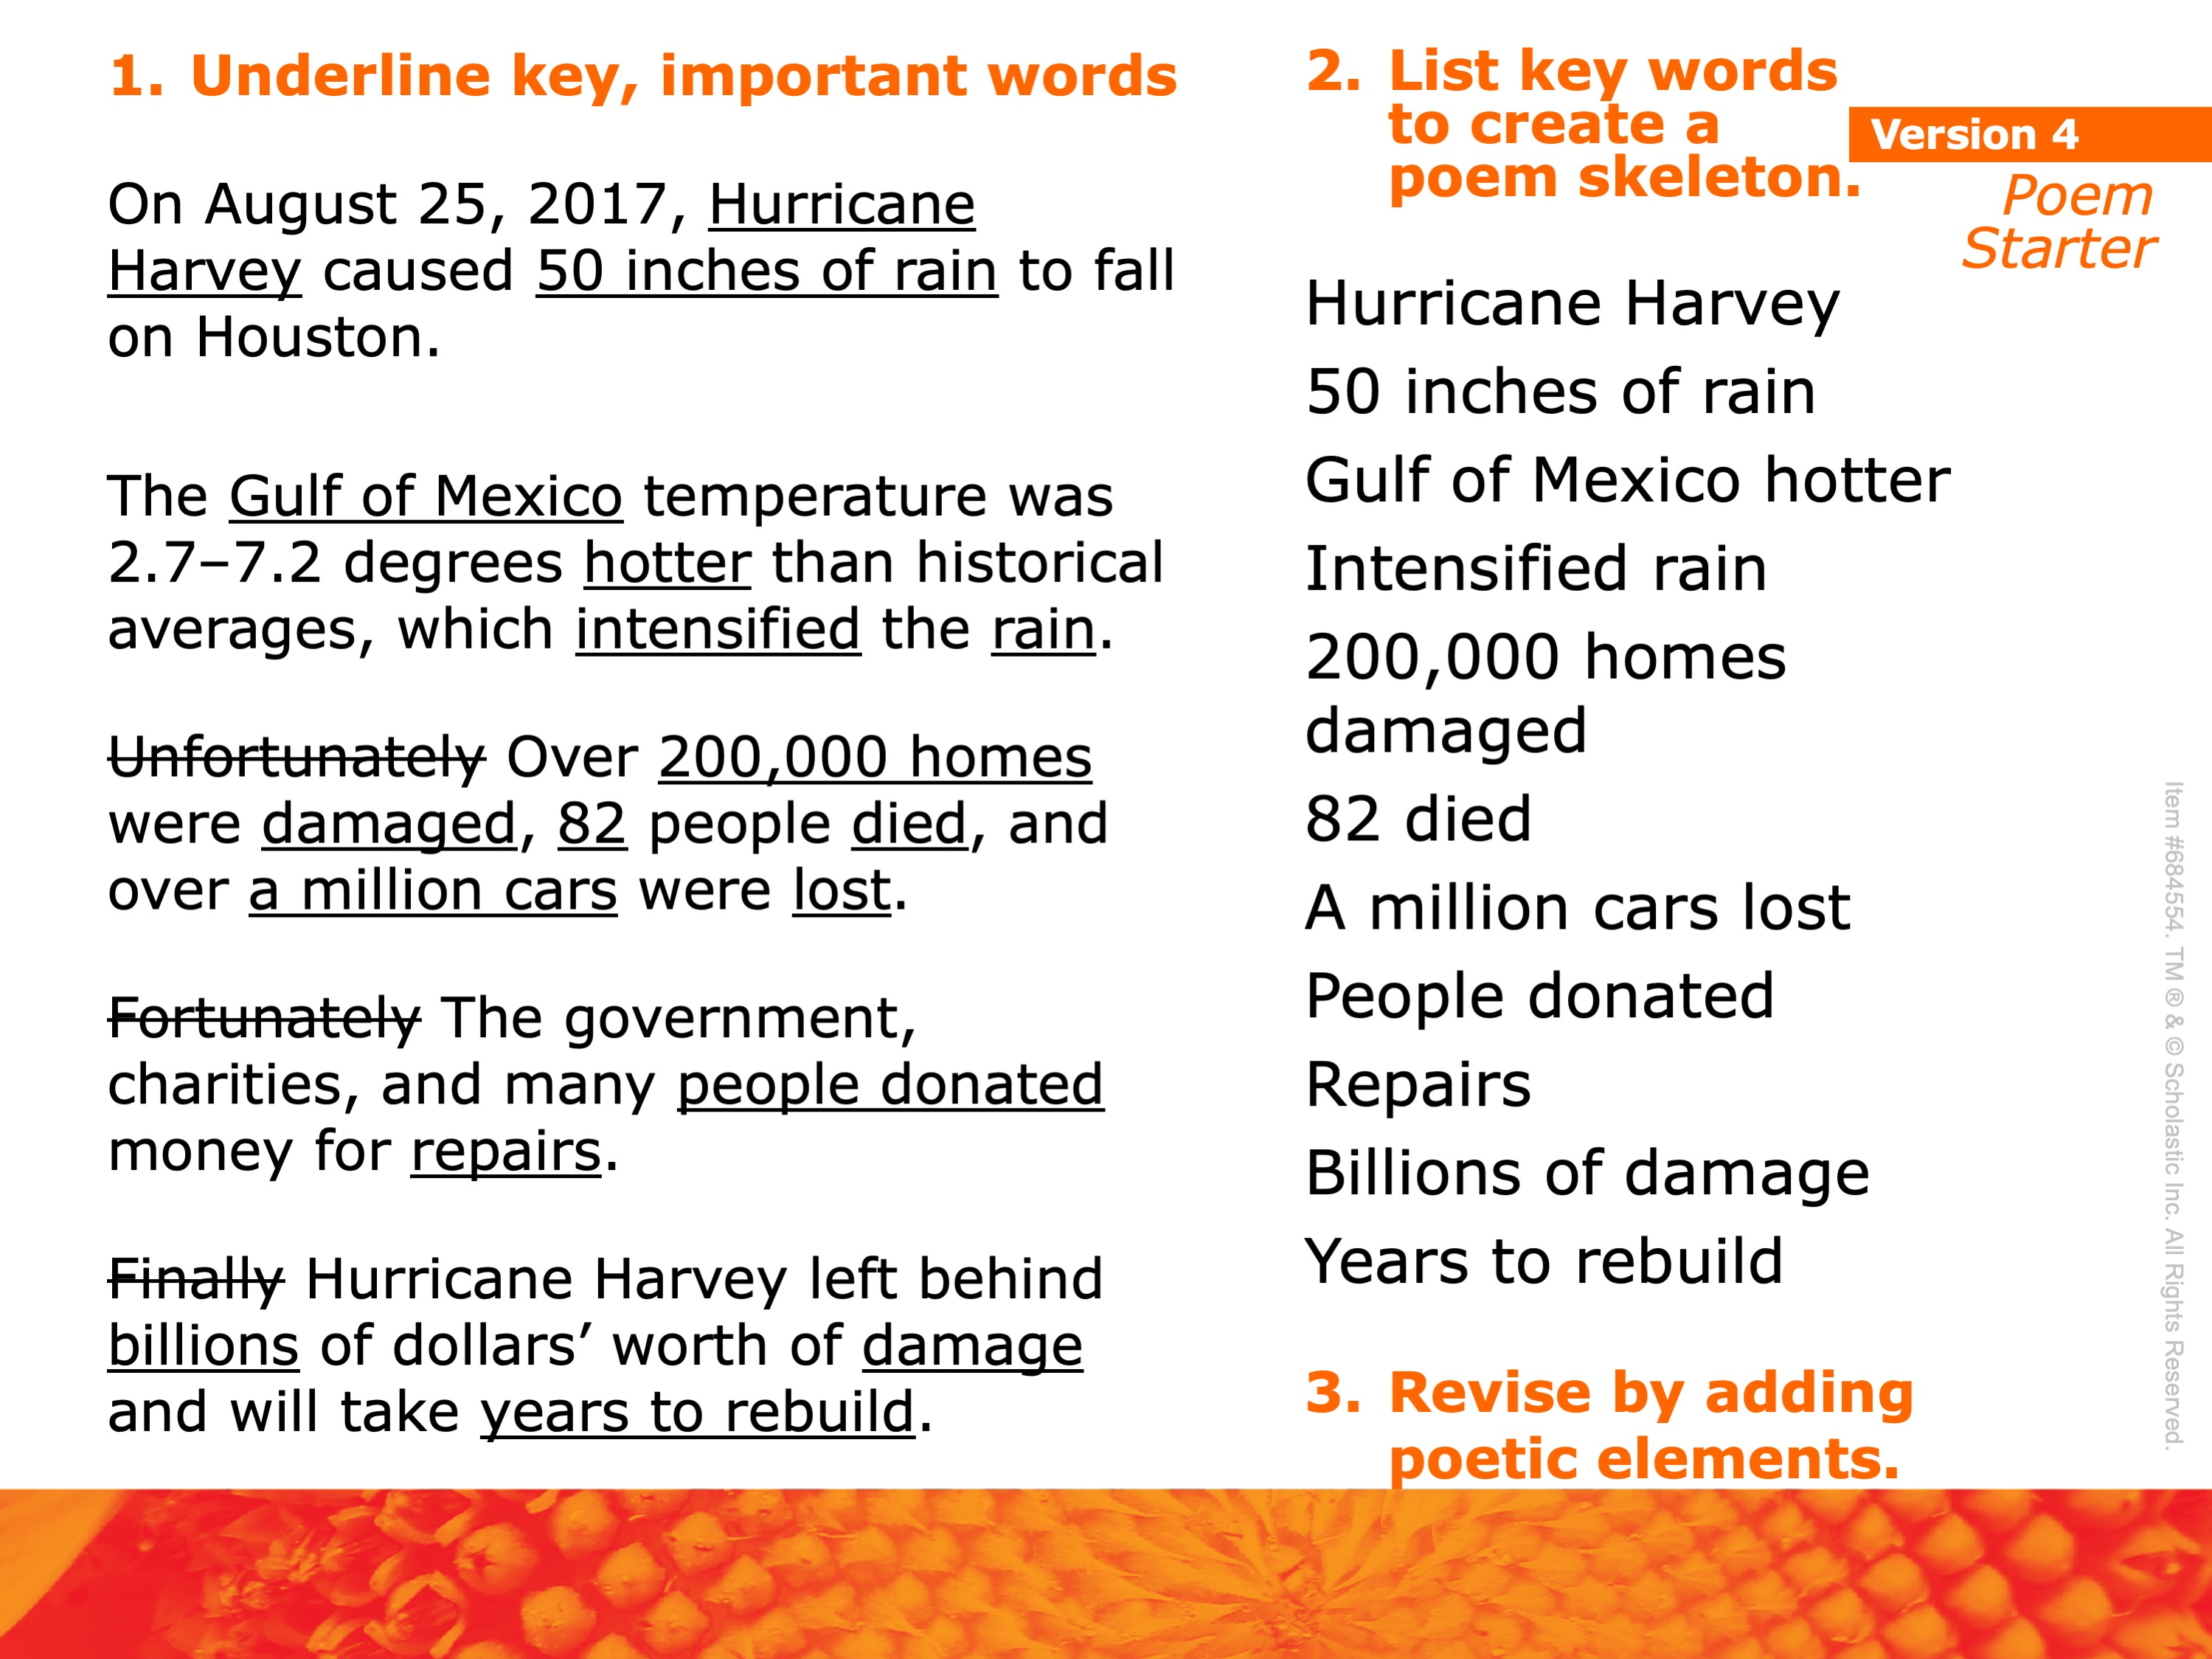 1. Underline key, important words
On August 25, 2017, Hurricane
Harvey caused 50 inches of rain to fall
on Houston.
The Gulf of Mexico temperature was
2.7–7.2 degrees hotter than historical
averages, which intensified the rain.
Unfortunately Over 200,000 homes
were damaged, 82 people died, and
over a million cars were lost.
Fortunately The government,
charities, and many people donated
money for repairs.
Finally Hurricane Harvey left behind
billions of dollars’ worth of damage
and will take years to rebuild.
2. List key words
to create a
poem skeleton.
Version 4
Poem
Starter
Hurricane Harvey
50 inches of rain
Gulf of Mexico hotter
Intensified rain
200,000 homes
damaged
82 died
A million cars lost
People donated
Repairs
Billions of damage
Years to rebuild
3. Revise by adding
poetic elements.
Item #684554. TM ® & © Scholastic Inc. All Rights Reserved.